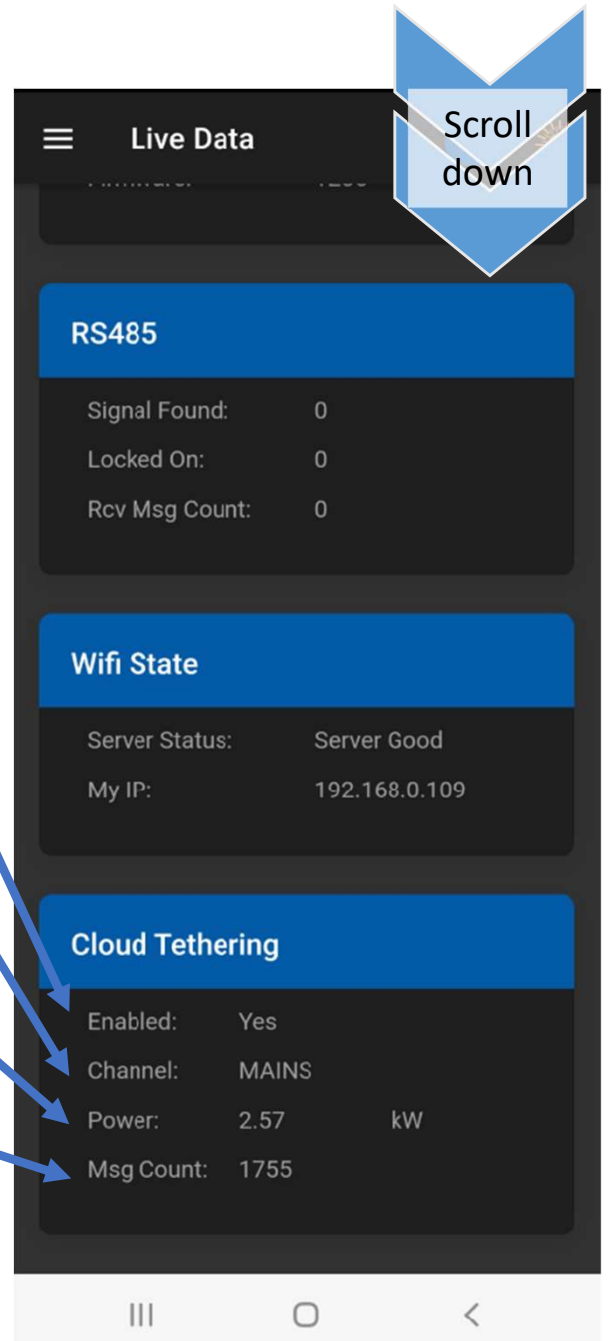 Live Data
Scroll
down
RS485
Signal Found: 0
Locked On: 0
Rcv Msg Count: 0
Wifi State
Server Status: Server Good
My IP: 192.168.0.109
Cloud Tethering
Enabled: Yes
Channel: MAINS
Power: 2.57 kW
Msg Count: 1755